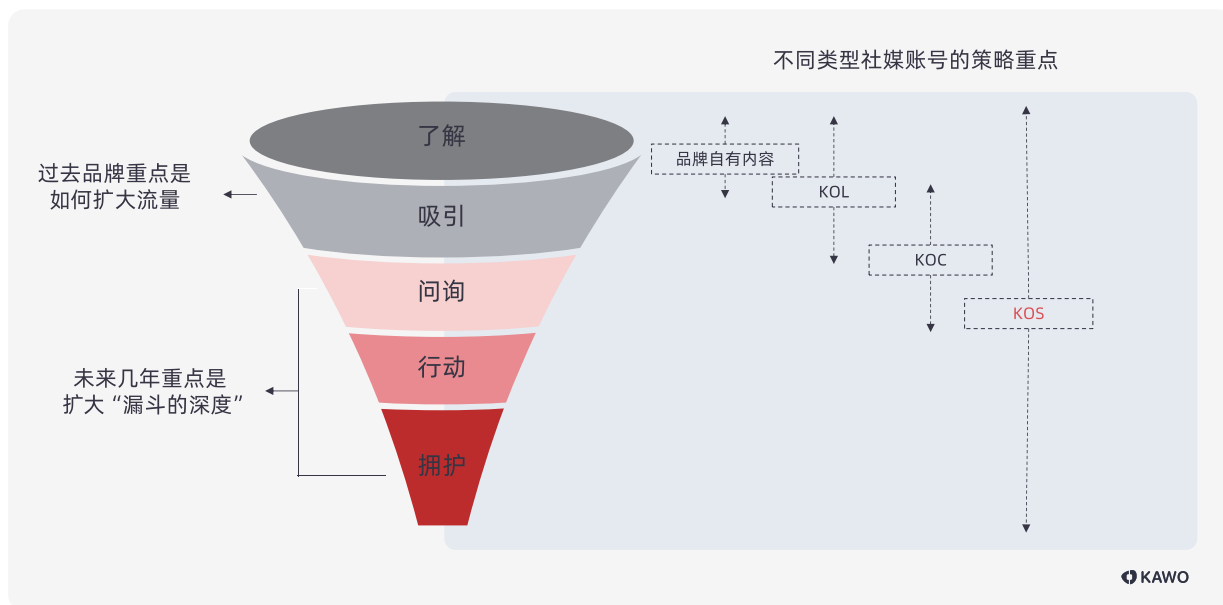 不同类型社媒账号的策略重点
了解
品牌自有内容
过去品牌重点是
如何扩大流量
吸引
KOL
问询
KOC
KOS
未来几年重点是
扩大“漏斗的深度”
行动
拥护
KAWO